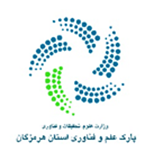 وزارت علوم تحقیقات و فناوری
پارک علم و فناوری استان هرمزگان